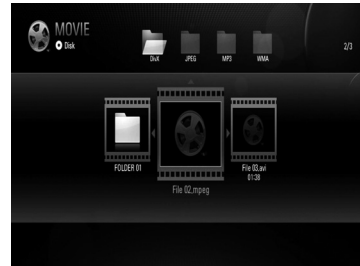 MOVIE
Disk
2/3
DivX
JPEG
MP3
WMA
FOLDER 01
File 02.mpeg
File 03.avi
01:38